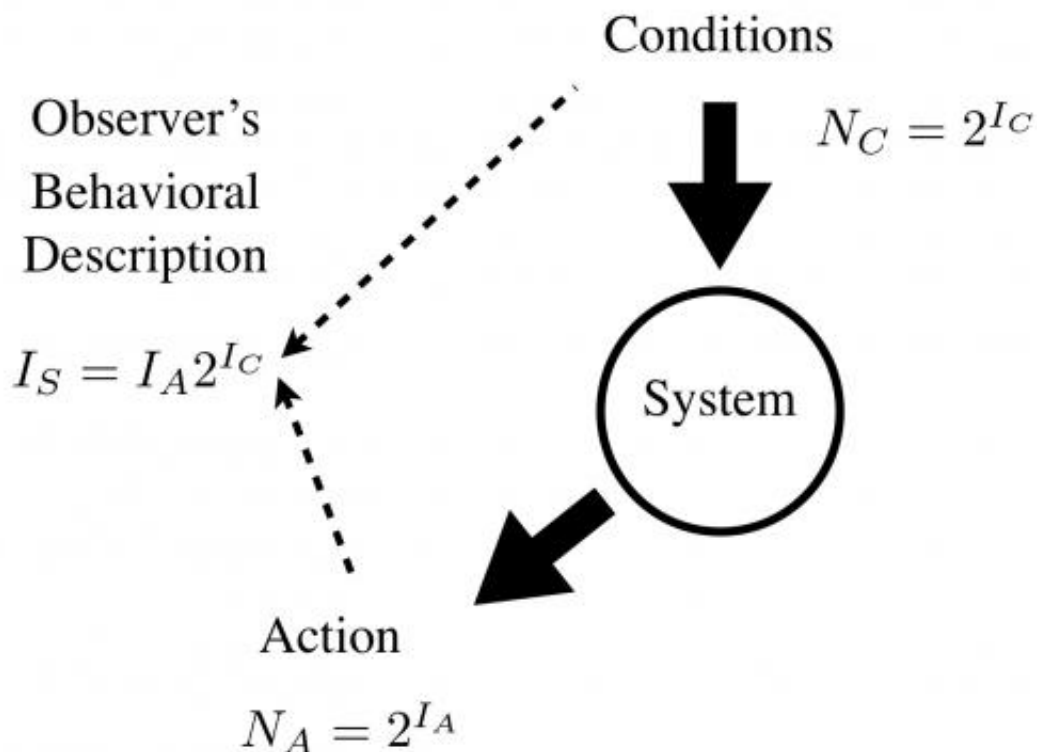 Conditions
N_C = 2^{I_C}
Observer's
Behavioral
Description
I_S = I_A 2^{I_C}
System
Action
N_A = 2^{I_A}